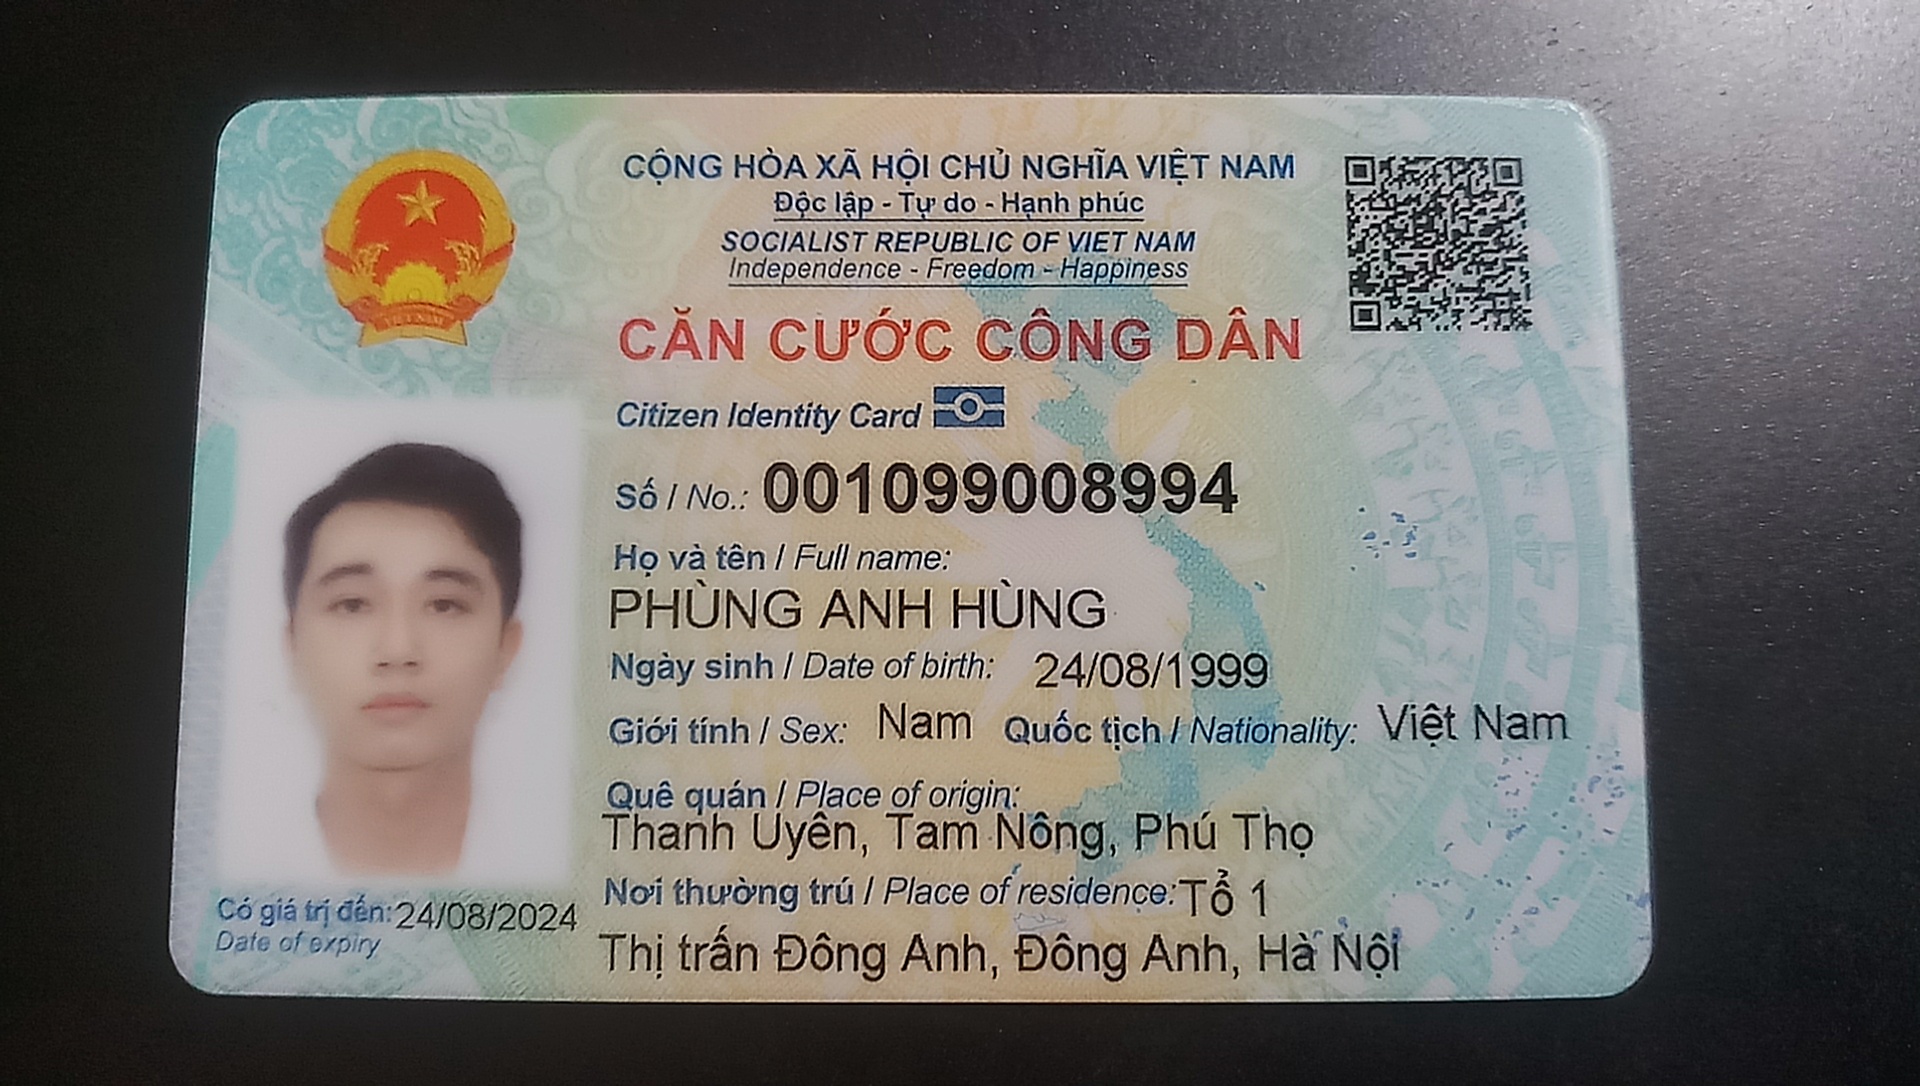 CỘNG HÒA XÃ HỘI CHỦ NGHĨA VIỆT NAM
Độc lập - Tự do - Hạnh phúc
SOCIALIST REPUBLIC OF VIET NAM
Independence - Freedom - Happiness
VIỆT NAM
CĂN CƯỚC CÔNG DÂN
Citizen Identity Card
Số / No.: 001099008994
Họ và tên / Full name:
PHÙNG ANH HÙNG
Ngày sinh / Date of birth: 24/08/1999
Giới tính / Sex: Nam Quốc tịch / Nationality: Việt Nam
Quê quán / Place of origin:
Thanh Uyên, Tam Nông, Phú Thọ
Nơi thường trú / Place of residence: Tổ 1
Thị trấn Đông Anh, Đông Anh, Hà Nội
Có giá trị đến: 24/08/2024
Date of expiry